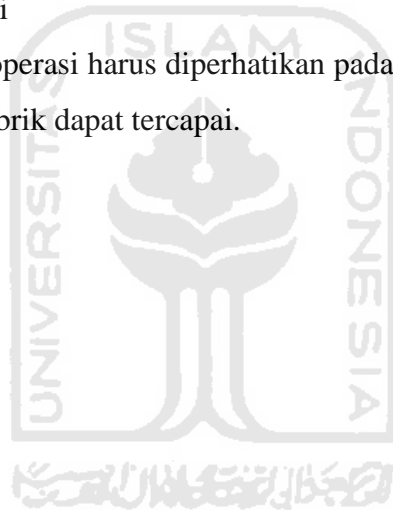 i
operasi harus diperhatikan pada
brik dapat tercapai.
ISLAM
UNIVERSITAS
INDONESIA